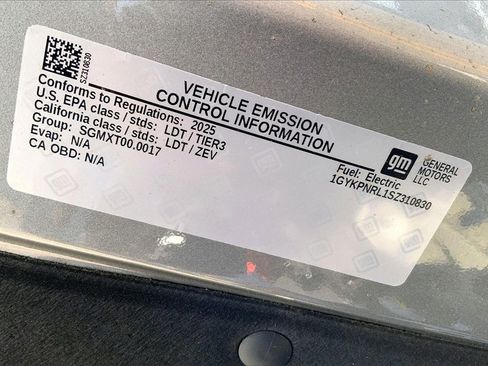 SZ310830
VEHICLE EMISSION
CONTROL INFORMATION
Conforms to Regulations: 2025
U.S. EPA class / stds: LDT / TIER3
California class / stds: LDT / ZEV
Group: SGMXT00.0017
Evap: N/A
CA OBD: N/A
Fuel: Electric
1GYKPNRL1SZ310830
gm
GENERAL
MOTORS
LLC